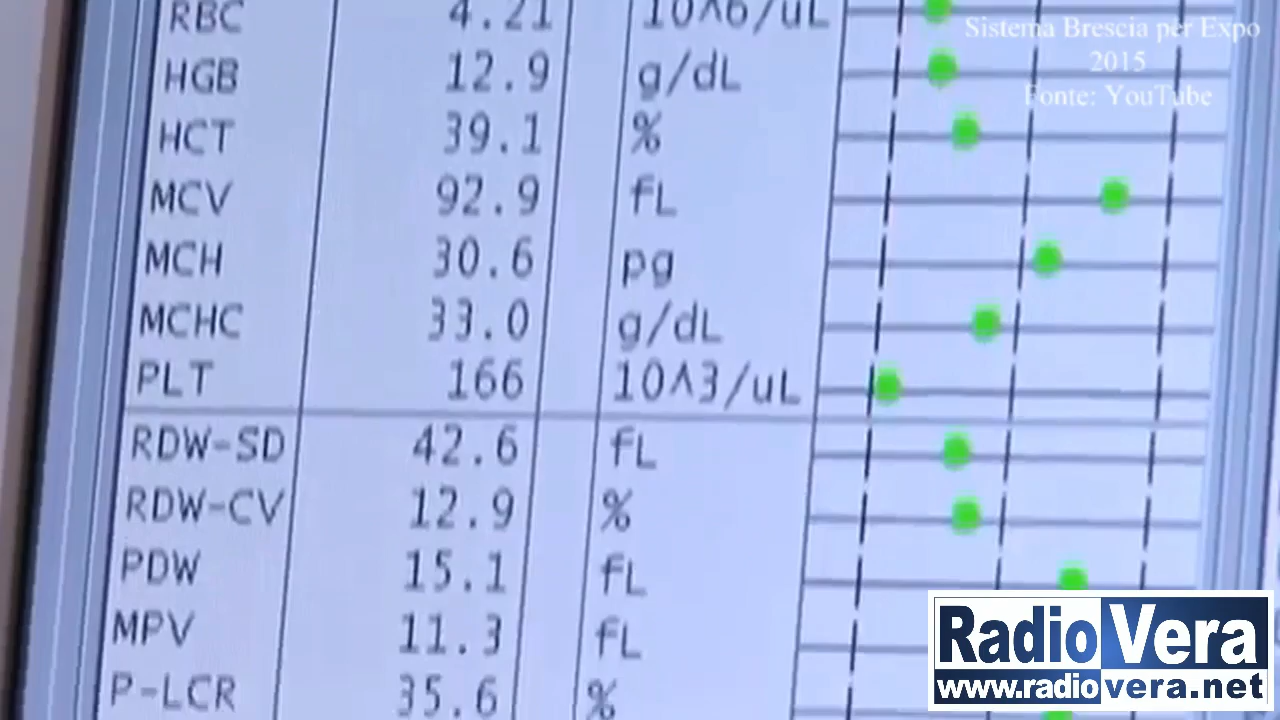 RBC 4.21 10^6/uL
HGB 12.9 g/dL
HCT 39.1 %
MCV 92.9 fL
MCH 30.6 pg
MCHC 33.0 g/dL
PLT 166 10^3/uL
RDW-SD 42.6 fL
RDW-CV 12.9 %
PDW 15.1 fL
MPV 11.3 fL
P-LCR 35.6 %
Sistema Brescia per Expo
2015
Fonte: YouTube
RadioVera
www.radiovera.net